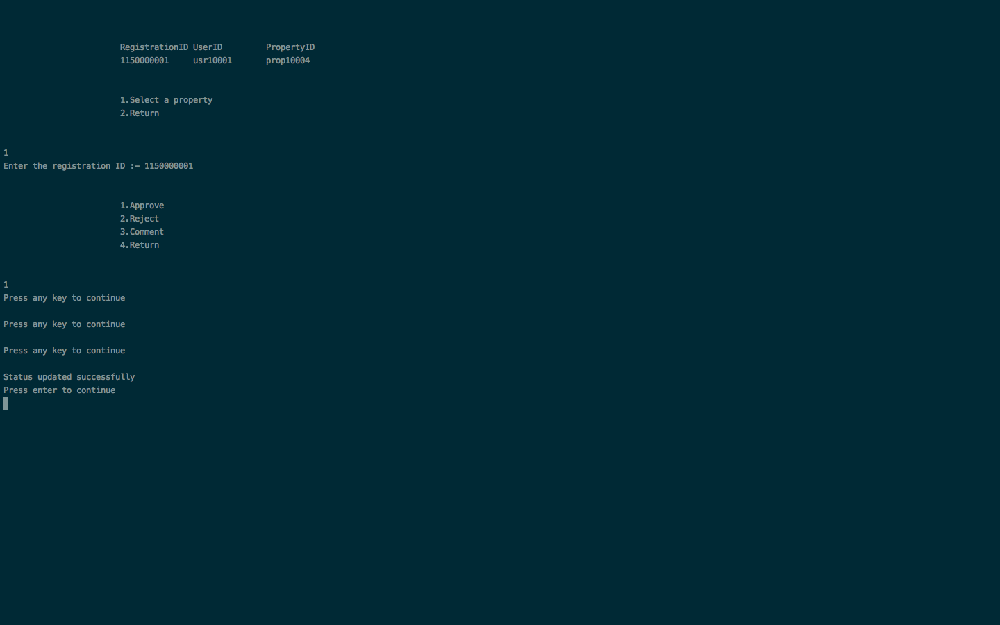 RegistrationID UserID PropertyID
1150000001 usr10001 prop10004
1.Select a property
2.Return
1
Enter the registration ID :- 1150000001
1.Approve
2.Reject
3.Comment
4.Return
1
Press any key to continue
Press any key to continue
Press any key to continue
Status updated successfully
Press enter to continue